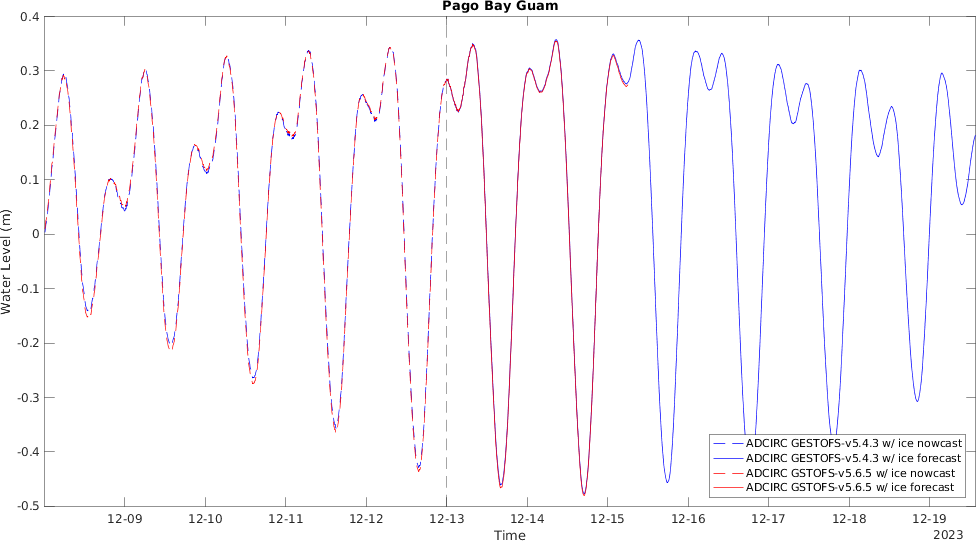 Pago Bay Guam
0.4
0.3
0.2
0.1
0
-0.1
-0.2
-0.3
-0.4
-0.5
Water Level (m)
ADCIRC GESTOFS-v5.4.3 w/ ice nowcast
ADCIRC GESTOFS-v5.4.3 w/ ice forecast
ADCIRC GSTOFS-v5.6.5 w/ ice nowcast
ADCIRC GSTOFS-v5.6.5 w/ ice forecast
12-09 12-10 12-11 12-12 12-13 12-14 12-15 12-16 12-17 12-18 12-19
Time
2023